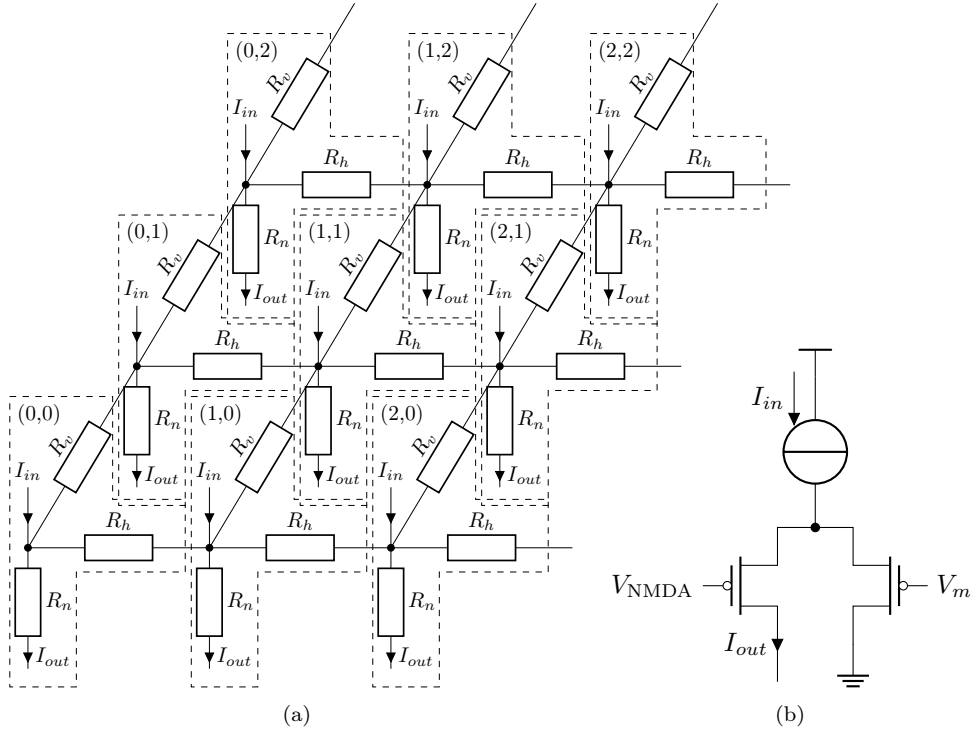 (0,2) (1,2) (2,2)
R_v R_v R_v
I_in I_in I_in
R_h R_h R_h
(0,1) R_n (1,1) R_n (2,1) R_n
R_v R_v R_v
I_in I_out I_in I_out I_in I_out
R_h R_h R_h
(0,0) R_n (1,0) R_n (2,0) R_n
I_in
R_v R_v R_v
I_in I_out I_in I_out I_in I_out
R_h R_h R_h
V_NMDA V_m
R_n R_n R_n
I_out I_out I_out I_out
(a) (b)